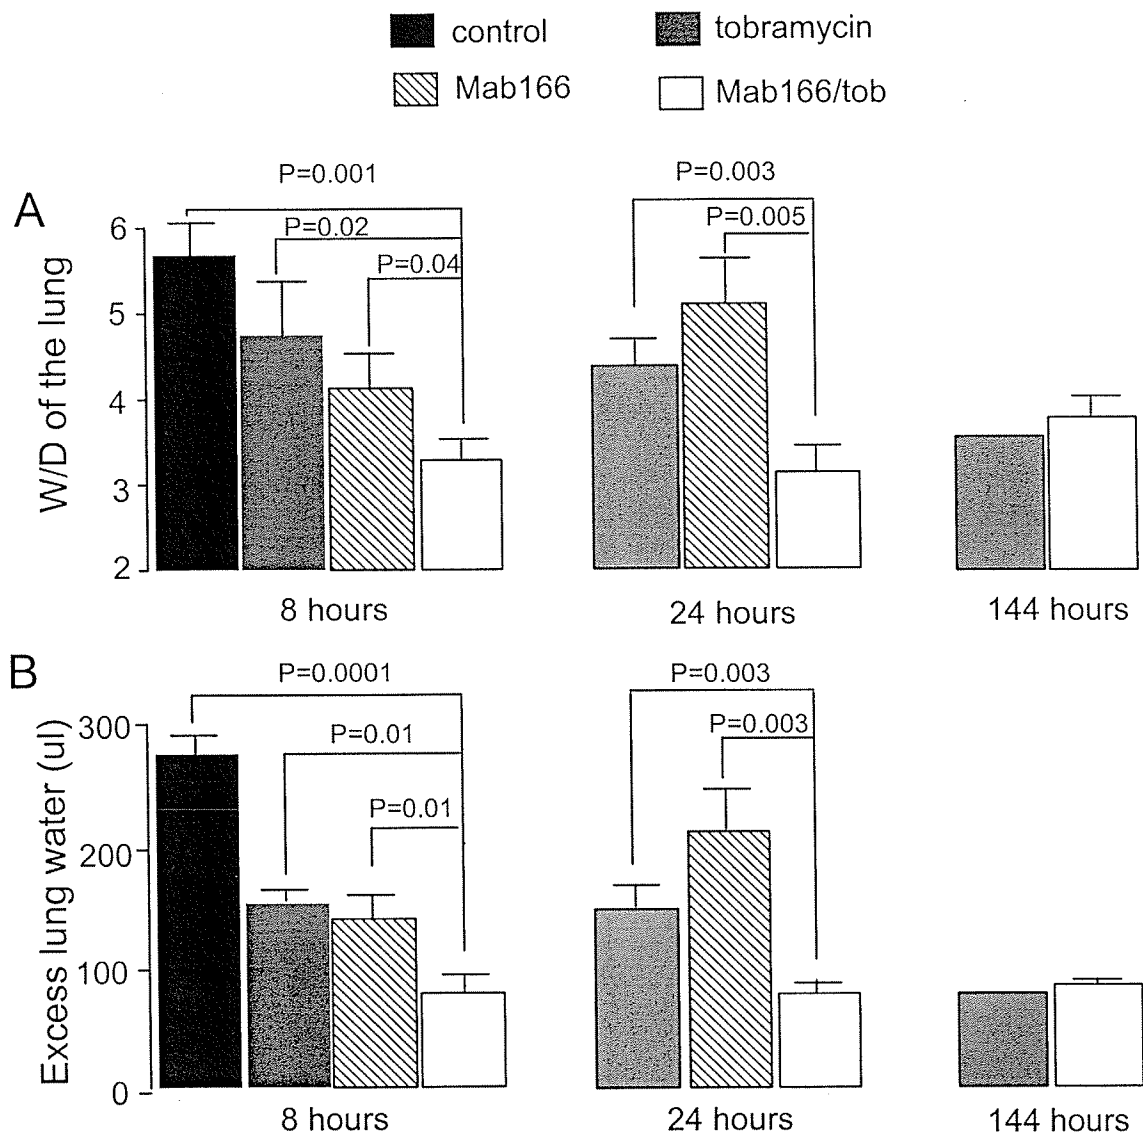 control
tobramycin
Mab166
Mab166/tob
A
P=0.001
P=0.003
P=0.02
P=0.005
P=0.04
W/D of the lung
6
5
4
3
2
8 hours
24 hours
144 hours
B
P=0.0001
P=0.003
P=0.01
P=0.003
P=0.01
Excess lung water (ul)
300
200
100
0
8 hours
24 hours
144 hours